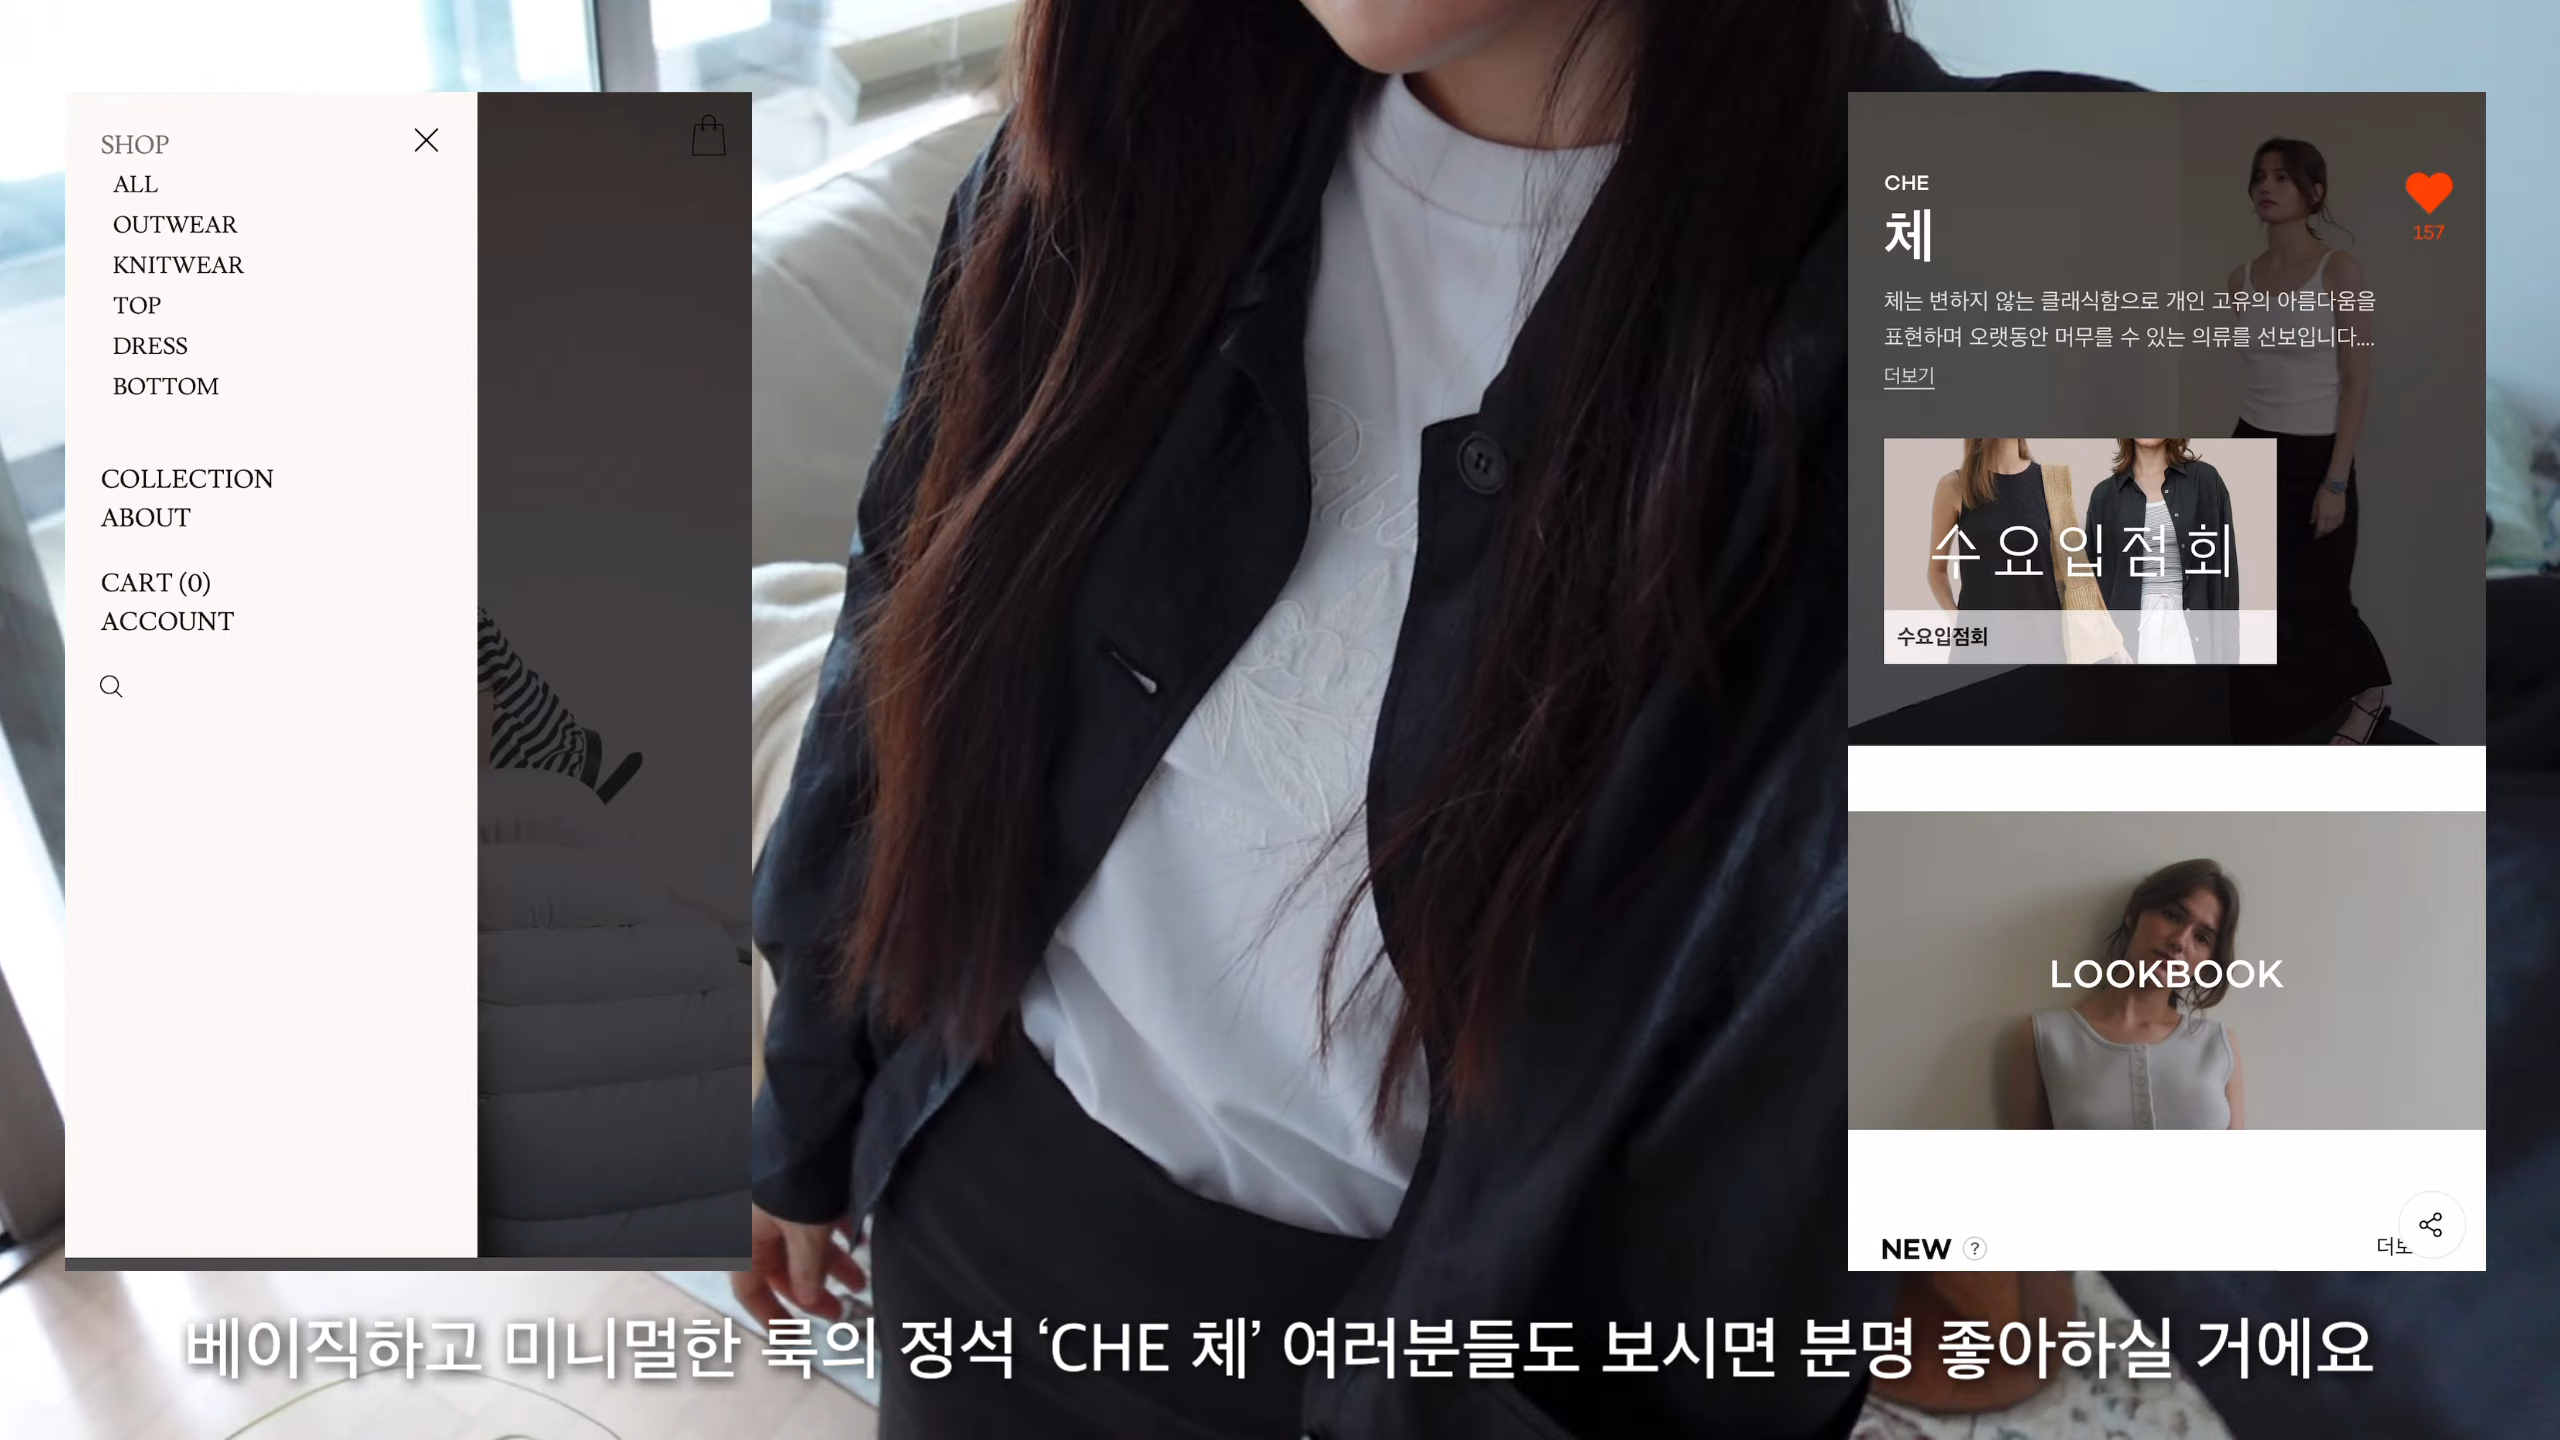 SHOP
ALL
OUTWEAR
KNITWEAR
TOP
DRESS
BOTTOM
COLLECTION
ABOUT
CART (0)
ACCOUNT
CHE
체
157
체는 변하지 않는 클래식함으로 개인 고유의 아름다움을
표현하며 오랫동안 머무를 수 있는 의류를 선보입니다....
더보기
수요입점회
수요입점회
LOOKBOOK
NEW ?
베이직하고 미니멀한 룩의 정석 ‘CHE 체’ 여러분들도 보시면 분명 좋아하실 거에요